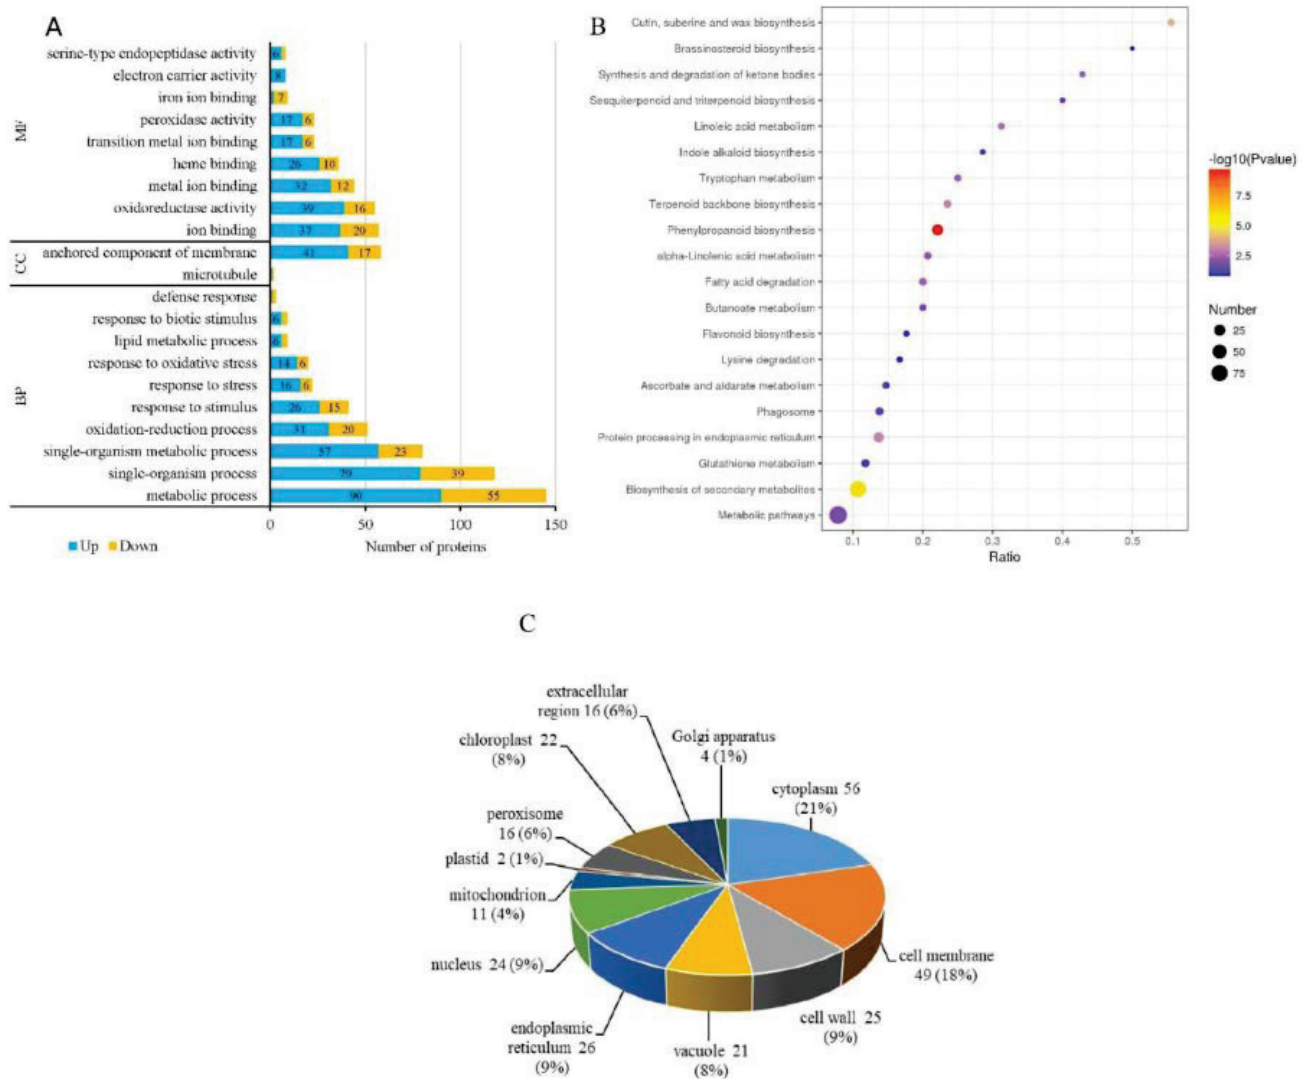 A
serine-type endopeptidase activity 6
electron carrier activity 8
iron ion binding 7
peroxidase activity 17 6
transition metal ion binding 17 6
heme binding 26 10
metal ion binding 32 12
oxidoreductase activity 39 16
ion binding 37 20
anchored component of membrane 41 17
microtubule
defense response
response to biotic stimulus 6
lipid metabolic process 6
response to oxidative stress 14 6
response to stress 16 6
response to stimulus 26 15
oxidation-reduction process 31 20
single-organism metabolic process 57 23
single-organism process 79 39
metabolic process 90 55
MF
CC
BP
0 50 100 150
Up Down Number of proteins
B
Cutin, suberine and wax biosynthesis
Brassinosteroid biosynthesis
Synthesis and degradation of ketone bodies
Sesquiterpenoid and triterpenoid biosynthesis
Linoleic acid metabolism
Indole alkaloid biosynthesis
Tryptophan metabolism
Terpenoid backbone biosynthesis
Phenylpropanoid biosynthesis
alpha-Linolenic acid metabolism
Fatty acid degradation
Butanoate metabolism
Flavonoid biosynthesis
Lysine degradation
Ascorbate and aldarate metabolism
Phagosome
Protein processing in endoplasmic reticulum
Glutathione metabolism
Biosynthesis of secondary metabolites
Metabolic pathways
0.1 0.2 0.3 0.4 0.5
Ratio
-log10(Pvalue)
7.5
5.0
2.5
Number
25
50
75
C
extracellular
region 16 (6%)
Golgi apparatus
4 (1%)
chloroplast 22
(8%)
cytoplasm 56
(21%)
peroxisome
16 (6%)
plastid 2 (1%)
mitochondrion
11 (4%)
nucleus 24 (9%)
cell membrane
49 (18%)
cell wall 25
(9%)
endoplasmic
reticulum 26
(9%)
vacuole 21
(8%)